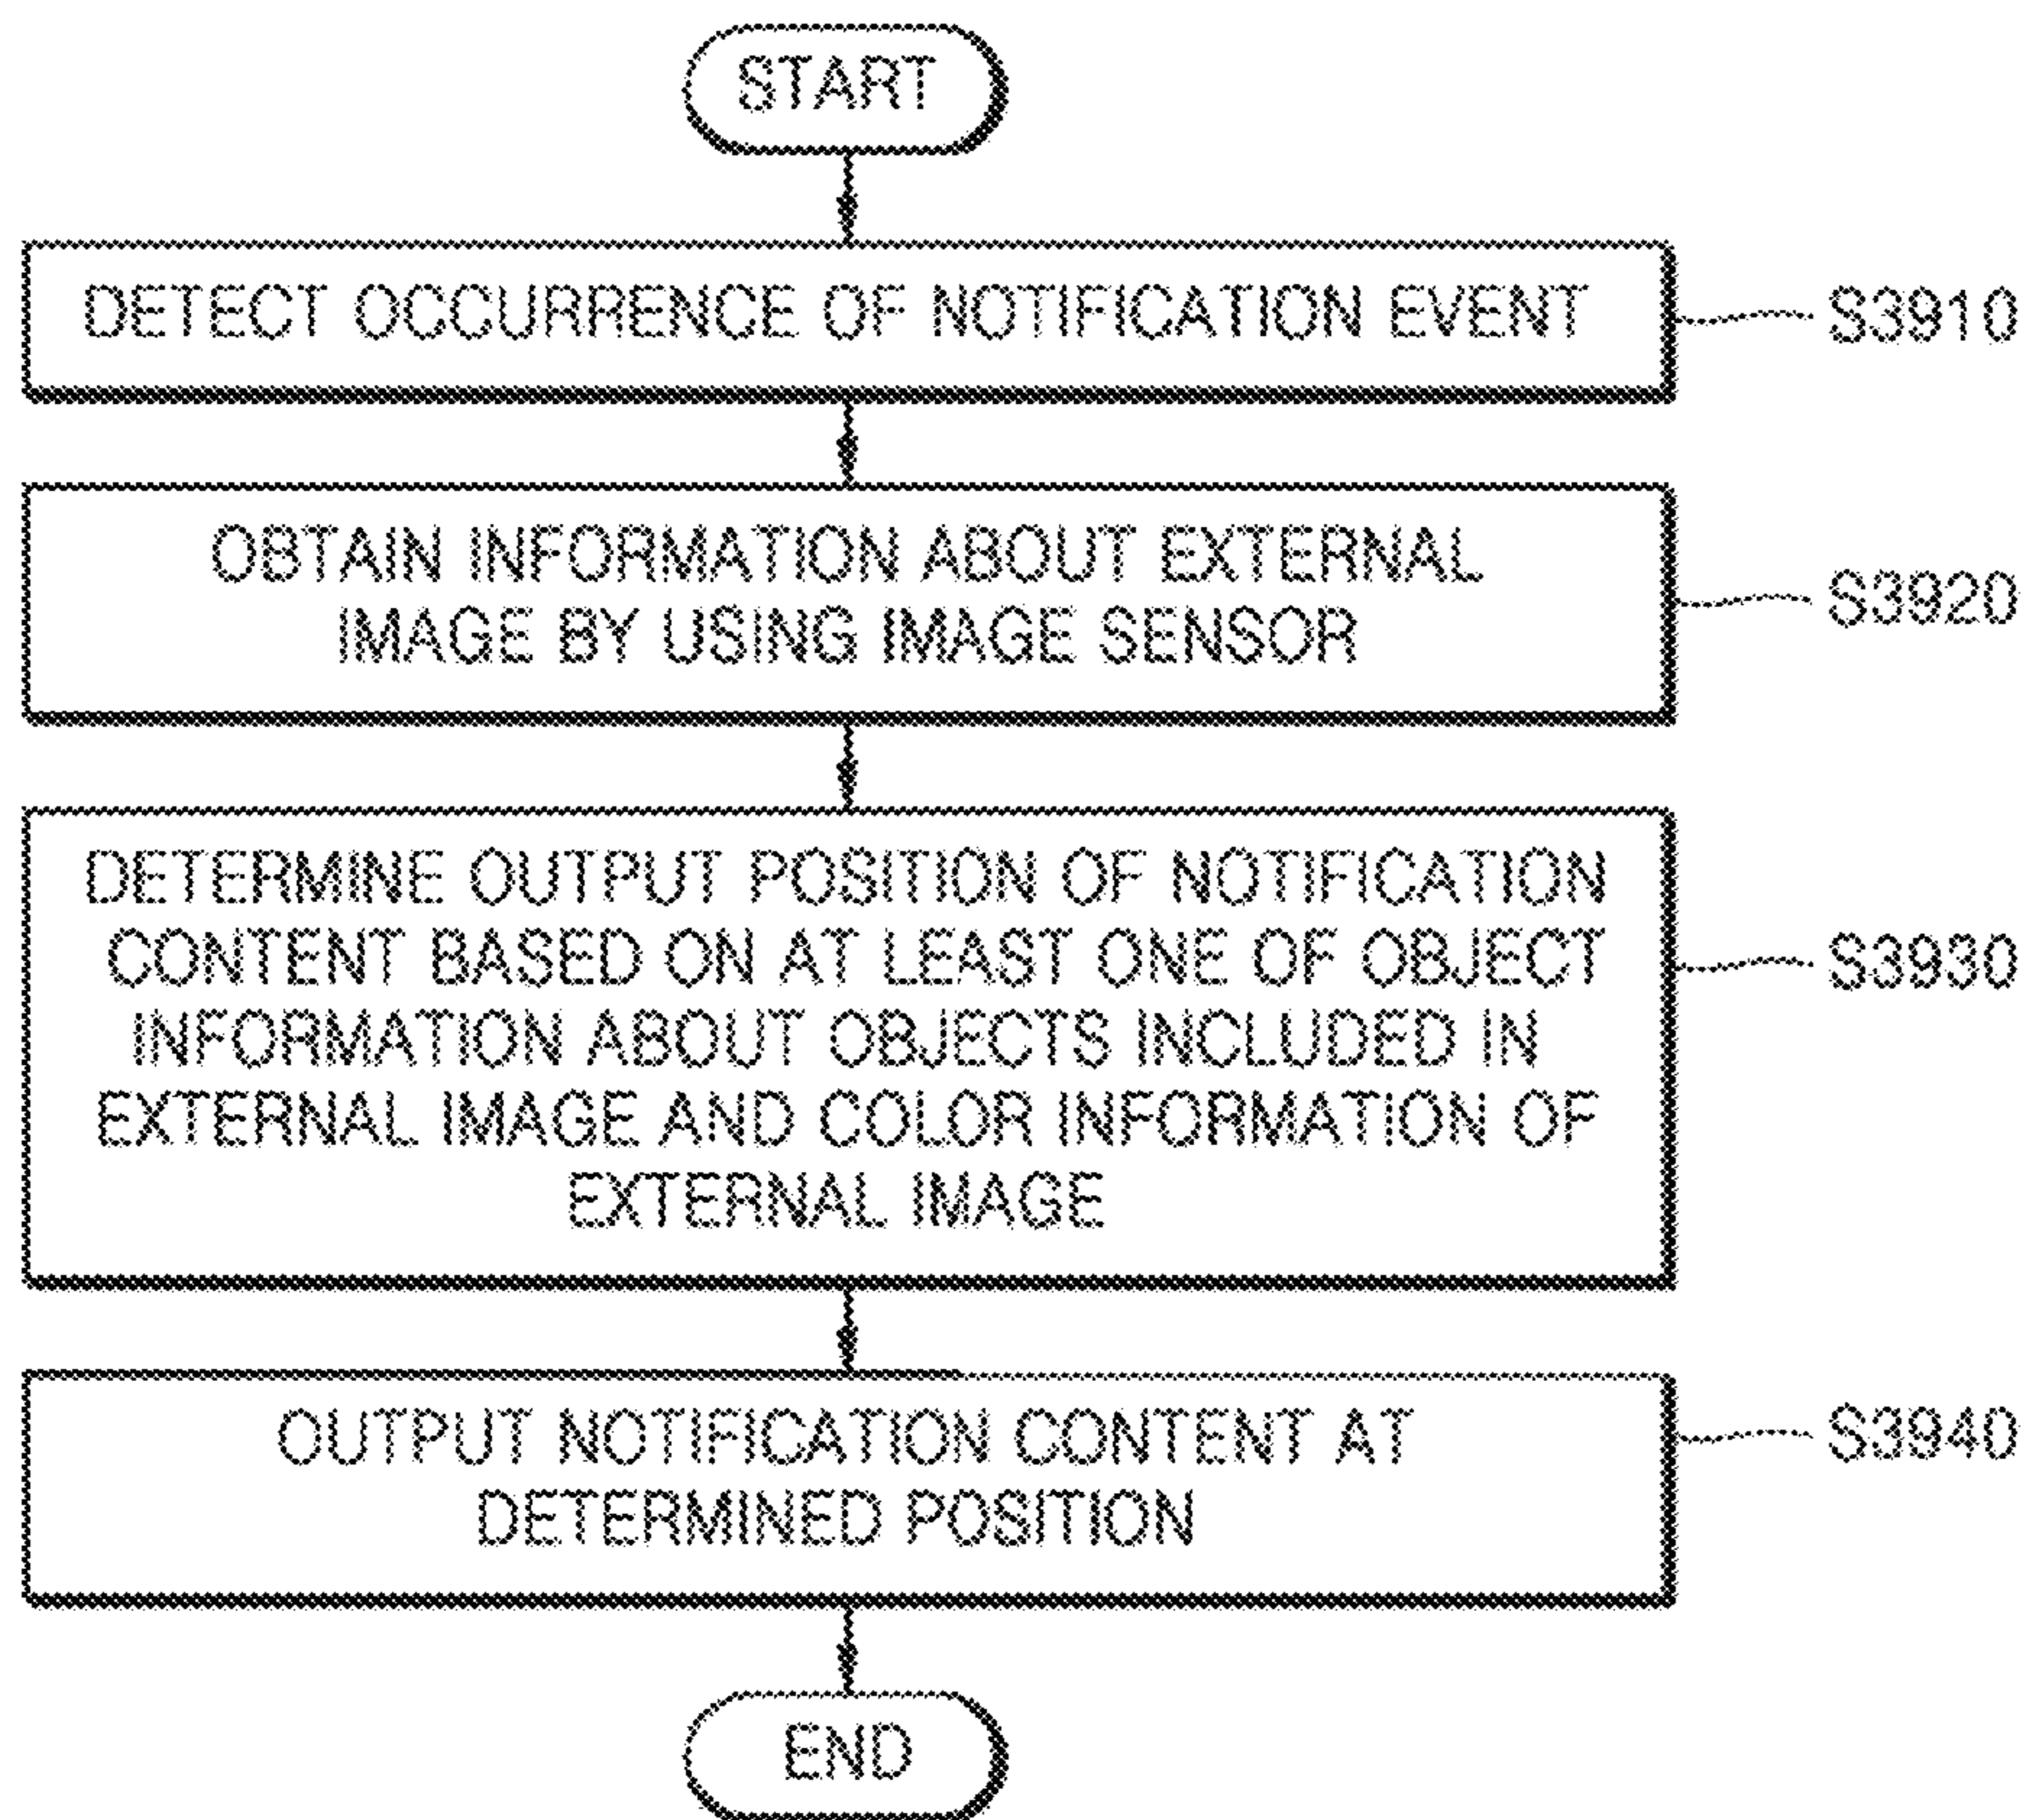 START
DETECT OCCURRENCE OF NOTIFICATION EVENT
S3910
OBTAIN INFORMATION ABOUT EXTERNAL
IMAGE BY USING IMAGE SENSOR
S3920
DETERMINE OUTPUT POSITION OF NOTIFICATION
CONTENT BASED ON AT LEAST ONE OF OBJECT
INFORMATION ABOUT OBJECTS INCLUDED IN
EXTERNAL IMAGE AND COLOR INFORMATION OF
EXTERNAL IMAGE
S3930
OUTPUT NOTIFICATION CONTENT AT
DETERMINED POSITION
S3940
END